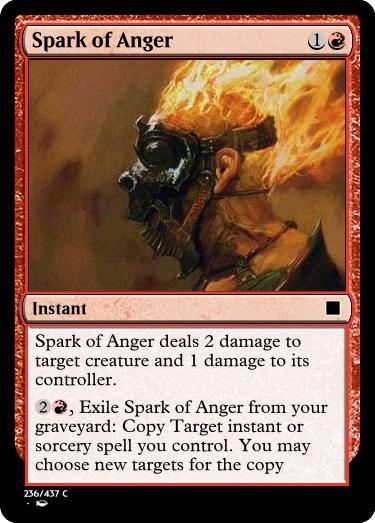 Spark of Anger 1
Instant
Spark of Anger deals 2 damage to
target creature and 1 damage to its
controller.
2, Exile Spark of Anger from your
graveyard: Copy Target instant or
sorcery spell you control. You may
choose new targets for the copy
236/437 C